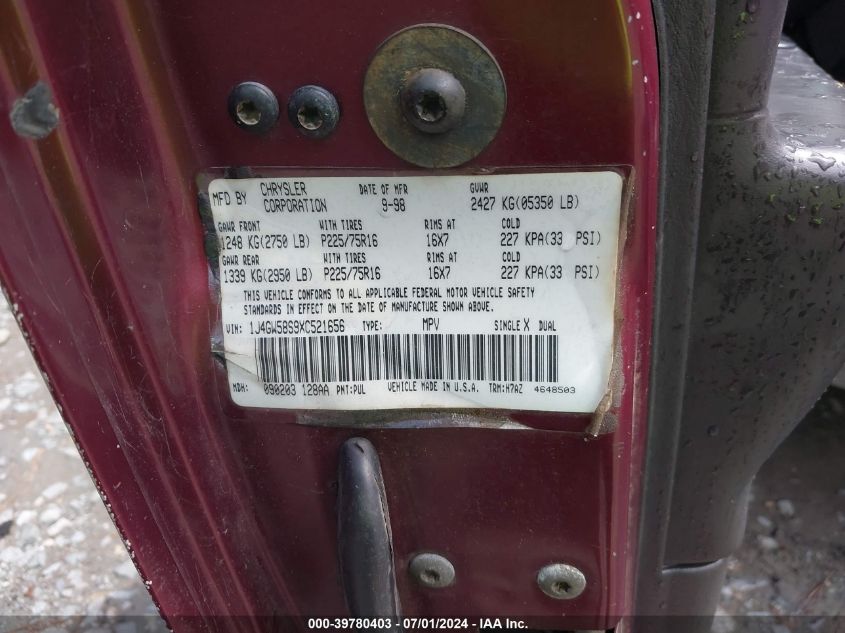 MFD BY CHRYSLER CORPORATION DATE OF MFR 9-98 GVWR 2427 KG(05350 LB)
GAWR FRONT WITH TIRES RIMS AT COLD
1248 KG(2750 LB) P225/75R16 16X7 227 KPA(33 PSI)
GAWR REAR WITH TIRES RIMS AT COLD
1339 KG(2950 LB) P225/75R16 16X7 227 KPA(33 PSI)
THIS VEHICLE CONFORMS TO ALL APPLICABLE FEDERAL MOTOR VEHICLE SAFETY
STANDARDS IN EFFECT ON THE DATE OF MANUFACTURE SHOWN ABOVE.
VIN: 1J4GW58S9XC521656 TYPE: MPV SINGLE X DUAL
MDH: 090203 128AA PNT:PUL VEHICLE MADE IN U.S.A. TRM:H7AZ 4648503
000-39780403 - 07/01/2024 - IAA Inc.